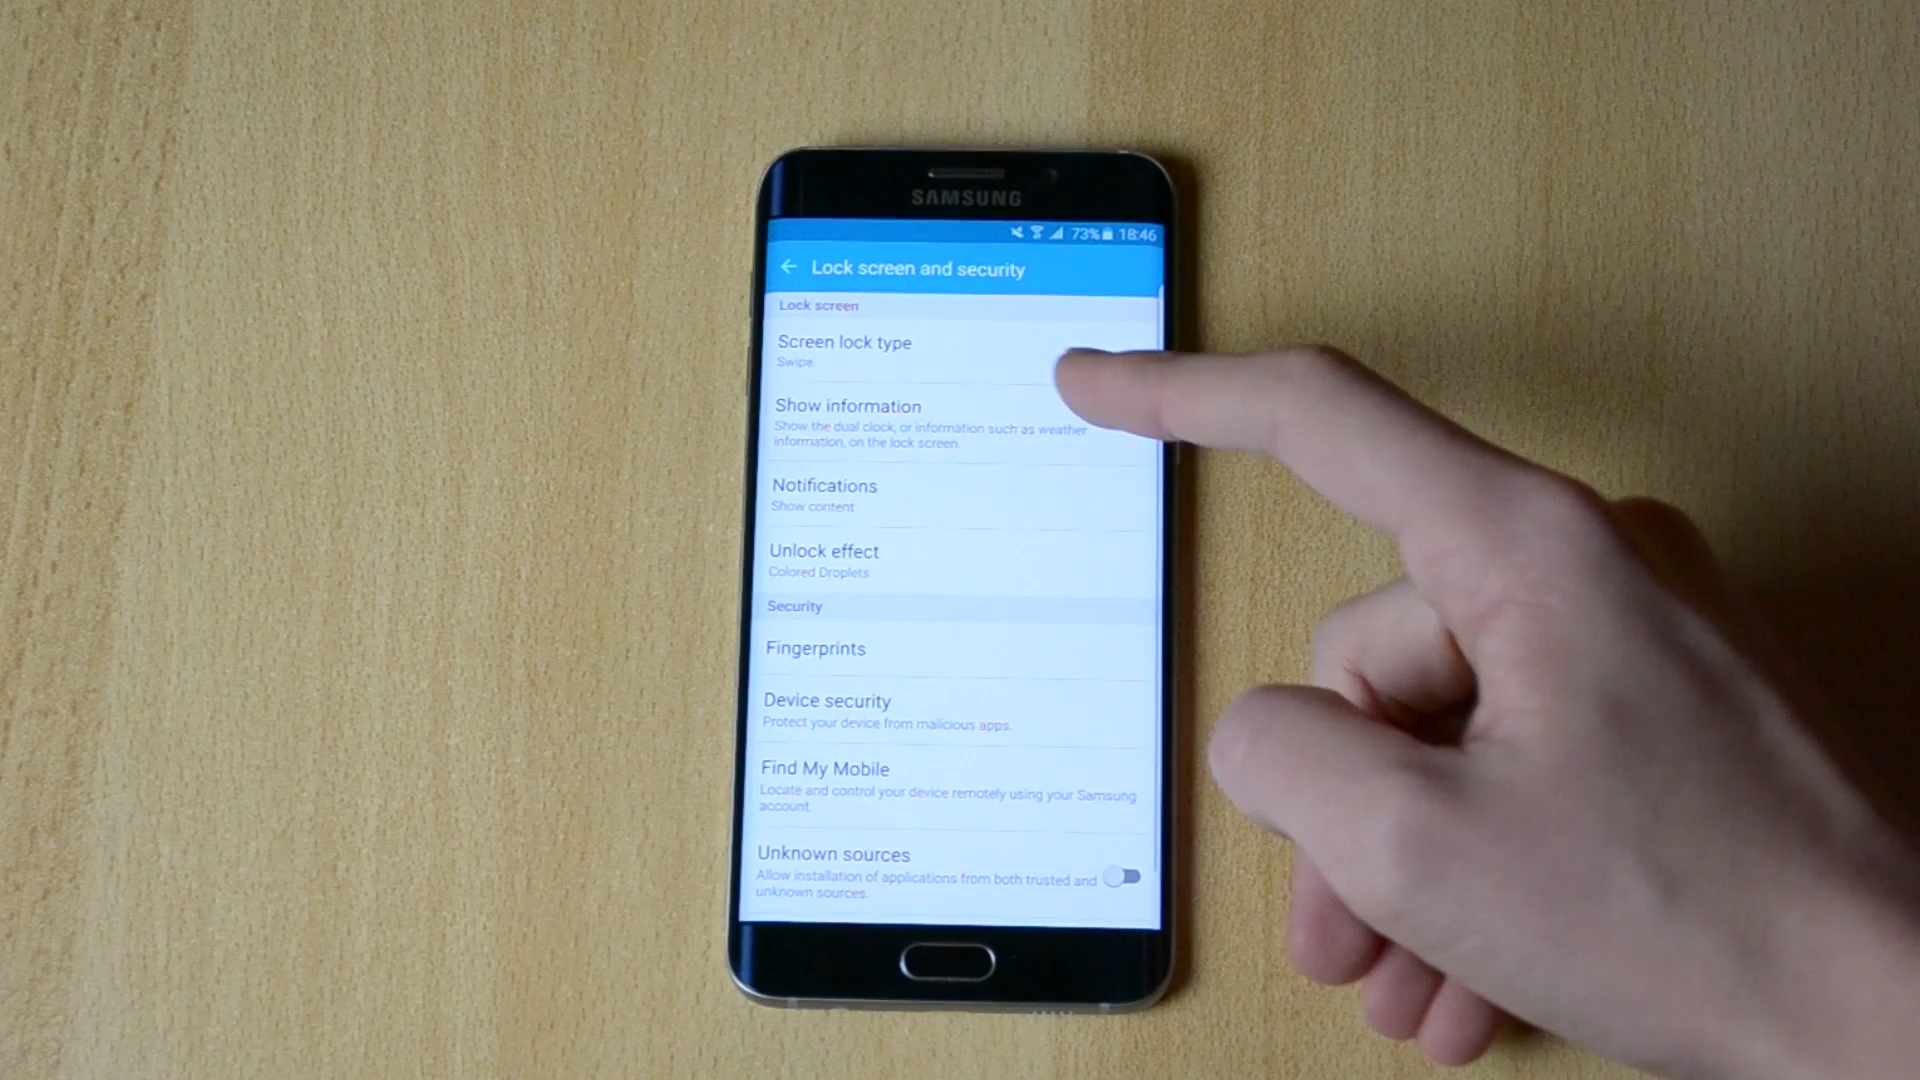 SAMSUNG
73% 18:46
Lock screen and security
Lock screen
Screen lock type
Swipe
Show information
Show the dual clock, or information such as weather
information, on the lock screen.
Notifications
Show content
Unlock effect
Colored Droplets
Security
Fingerprints
Device security
Protect your device from malicious apps.
Find My Mobile
Locate and control your device remotely using your Samsung
account.
Unknown sources
Allow installation of applications from both trusted and
unknown sources.